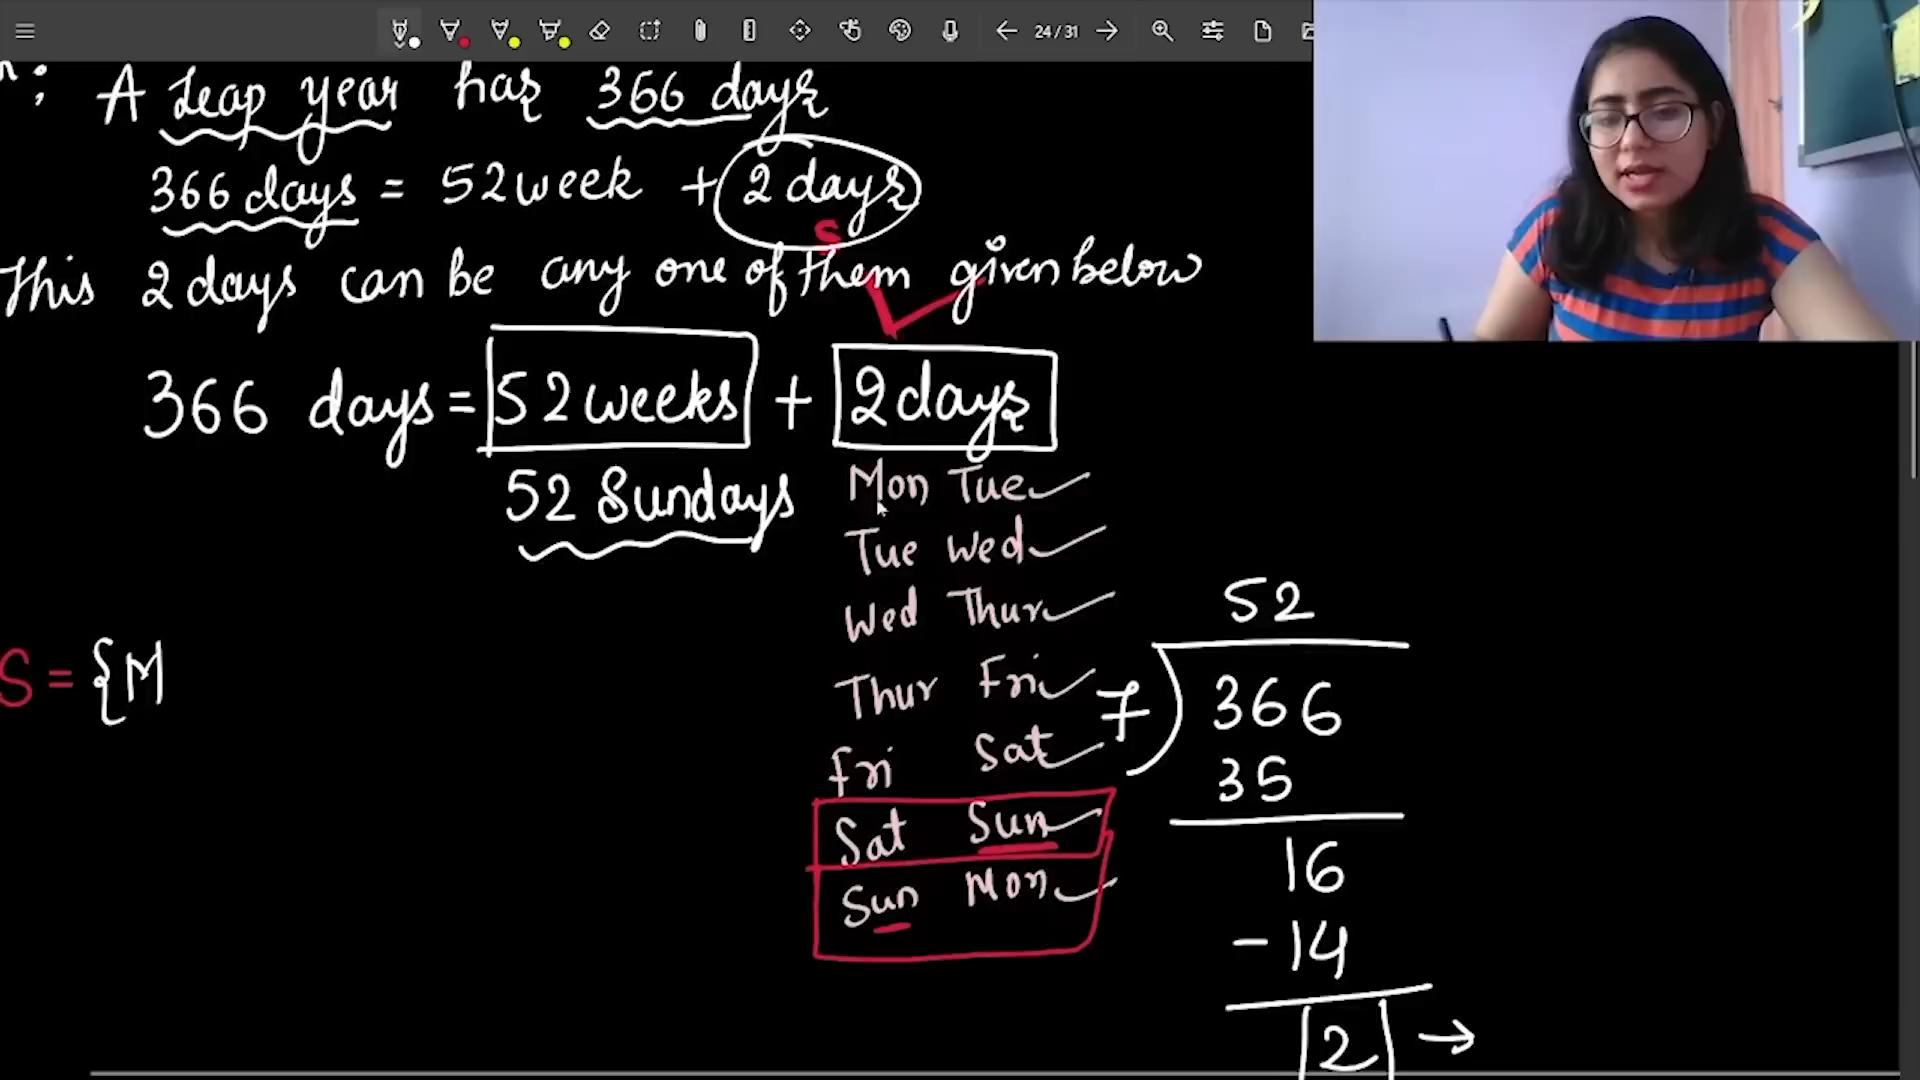 24/31
: A Leap year has 366 days
366 days = 52 week + 2 days
S
This 2 days can be any one of them given below
366 days = 52 weeks + 2 days
52 Sundays
Mon Tue
Tue Wed
Wed Thur
Thur Fri
Fri Sat
Sat Sun
Sun Mon
S = {M
52
7) 366
35
16
- 14
2 →